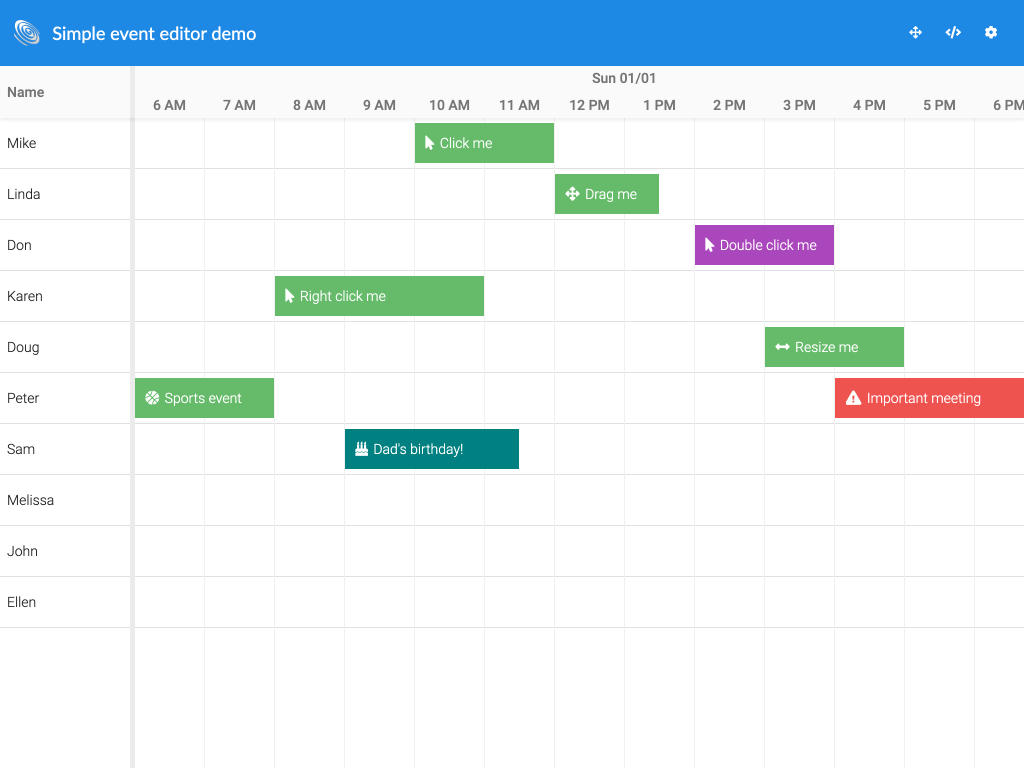 Simple event editor demo
Name
Sun 01/01
6 AM 7 AM 8 AM 9 AM 10 AM 11 AM 12 PM 1 PM 2 PM 3 PM 4 PM 5 PM 6 PM
Mike Click me
Linda Drag me
Don Double click me
Karen Right click me
Doug Resize me
Peter Sports event Important meeting
Sam Dad's birthday!
Melissa
John
Ellen